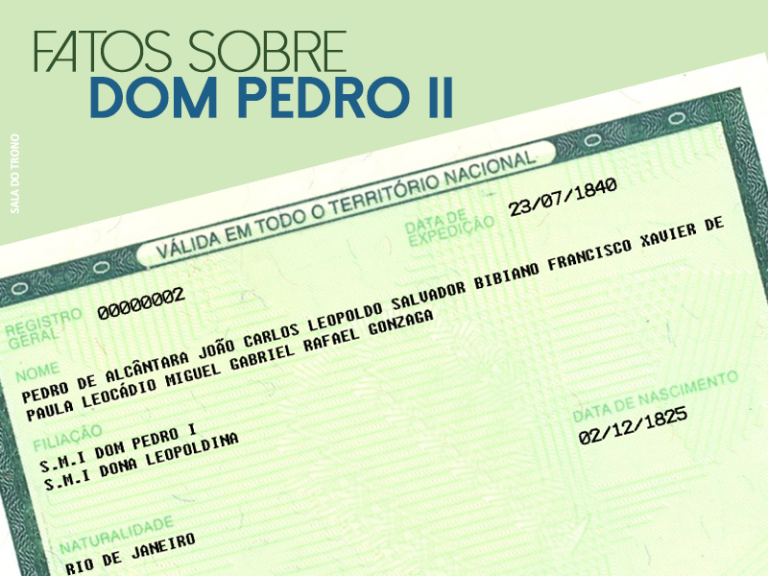 FATOS SOBRE
DOM PEDRO II
SALA DO TRONO
VÁLIDA EM TODO O TERRITÓRIO NACIONAL
REGISTRO
GERAL
00000002
DATA DE
EXPEDIÇÃO
23/07/1840
NOME
PEDRO DE ALCÂNTARA JOÃO CARLOS LEOPOLDO SALVADOR BIBIANO FRANCISCO XAVIER DE
PAULA LEOCÁDIO MIGUEL GABRIEL RAFAEL GONZAGA
FILIAÇÃO
S.M.I DOM PEDRO I
S.M.I DONA LEOPOLDINA
DATA DE NASCIMENTO
02/12/1825
NATURALIDADE
RIO DE JANEIRO